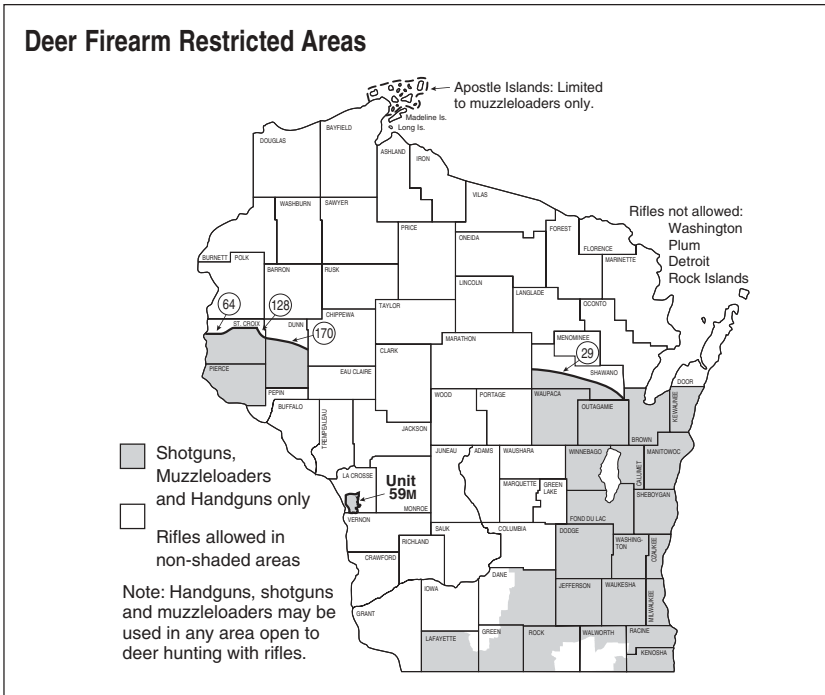 Deer Firearm Restricted Areas
Apostle Islands: Limited
to muzzleloaders only.
Madeline Is.
Long Is.
DOUGLAS
BAYFIELD
ASHLAND
IRON
VILAS
WASHBURN
SAWYER
PRICE
ONEIDA
FOREST
FLORENCE
MARINETTE
Rifles not allowed:
Washington
Plum
Detroit
Rock Islands
BURNETT
POLK
BARRON
RUSK
LINCOLN
LANGLADE
OCONTO
64
128
170
ST. CROIX
DUNN
CHIPPEWA
TAYLOR
MARATHON
MENOMINEE
29
SHAWANO
CLARK
PIERCE
EAU CLAIRE
PEPIN
BUFFALO
TREMPEALEAU
JACKSON
WOOD
PORTAGE
WAUPACA
OUTAGAMIE
DOOR
KEWAUNEE
BROWN
Shotguns,
Muzzleloaders
and Handguns only
LA CROSSE
Unit
59M
MONROE
JUNEAU
ADAMS
WAUSHARA
WINNEBAGO
CALUMET
MANITOWOC
MARQUETTE
GREEN
LAKE
SHEBOYGAN
FOND DU LAC
Rifles allowed in
non-shaded areas
VERNON
SAUK
COLUMBIA
DODGE
WASHING-
TON
OZAUKEE
CRAWFORD
RICHLAND
Note: Handguns, shotguns
and muzzleloaders may be
used in any area open to
deer hunting with rifles.
IOWA
DANE
JEFFERSON
WAUKESHA
MILWAUKEE
GRANT
LAFAYETTE
GREEN
ROCK
WALWORTH
RACINE
KENOSHA